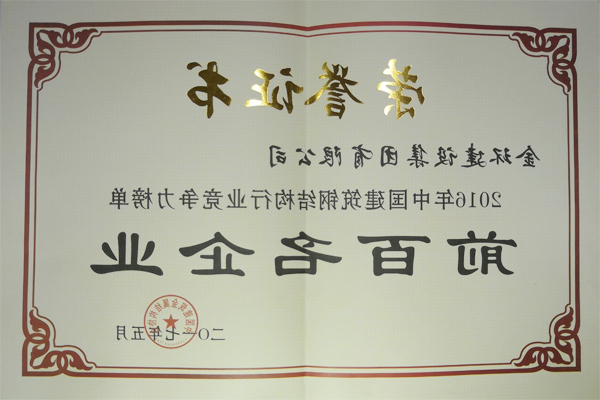 荣誉证书
金环建设集团有限公司
2016年中国建筑钢结构行业竞争力榜单
前百名企业
二〇一七年五月